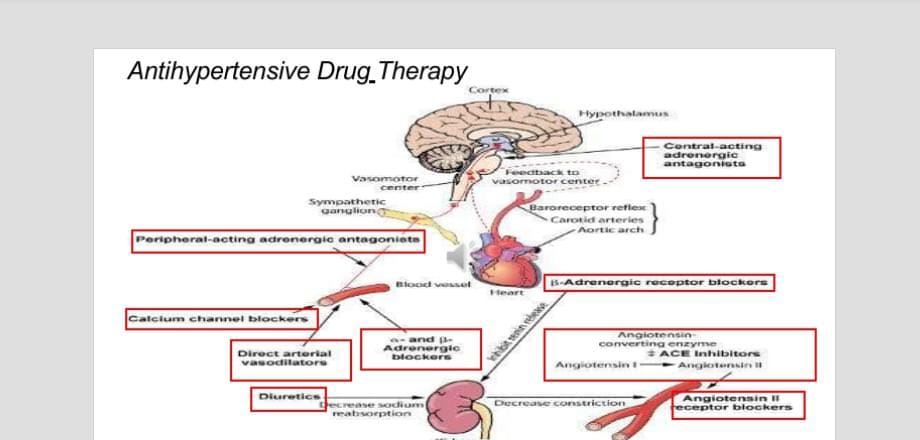 Antihypertensive Drug Therapy
Cortex
Hypothalamus
Central-acting
adrenergic
antagonists
Feedback to
vasomotor center
Vasomotor
center
Sympathetic
ganglion
Baroreceptor reflex
Carotid arteries
Aortic arch
Peripheral-acting adrenergic antagonists
Blood vessel
Heart
β-Adrenergic receptor blockers
Calcium channel blockers
Inhibit renin release
α- and β-
Adrenergic
blockers
Direct arterial
vasodilators
Angiotensin-
converting enzyme
‡ ACE Inhibitors
Angiotensin I
Angiotensin II
Diuretics
Decrease sodium
reabsorption
Decrease constriction
Angiotensin II
receptor blockers